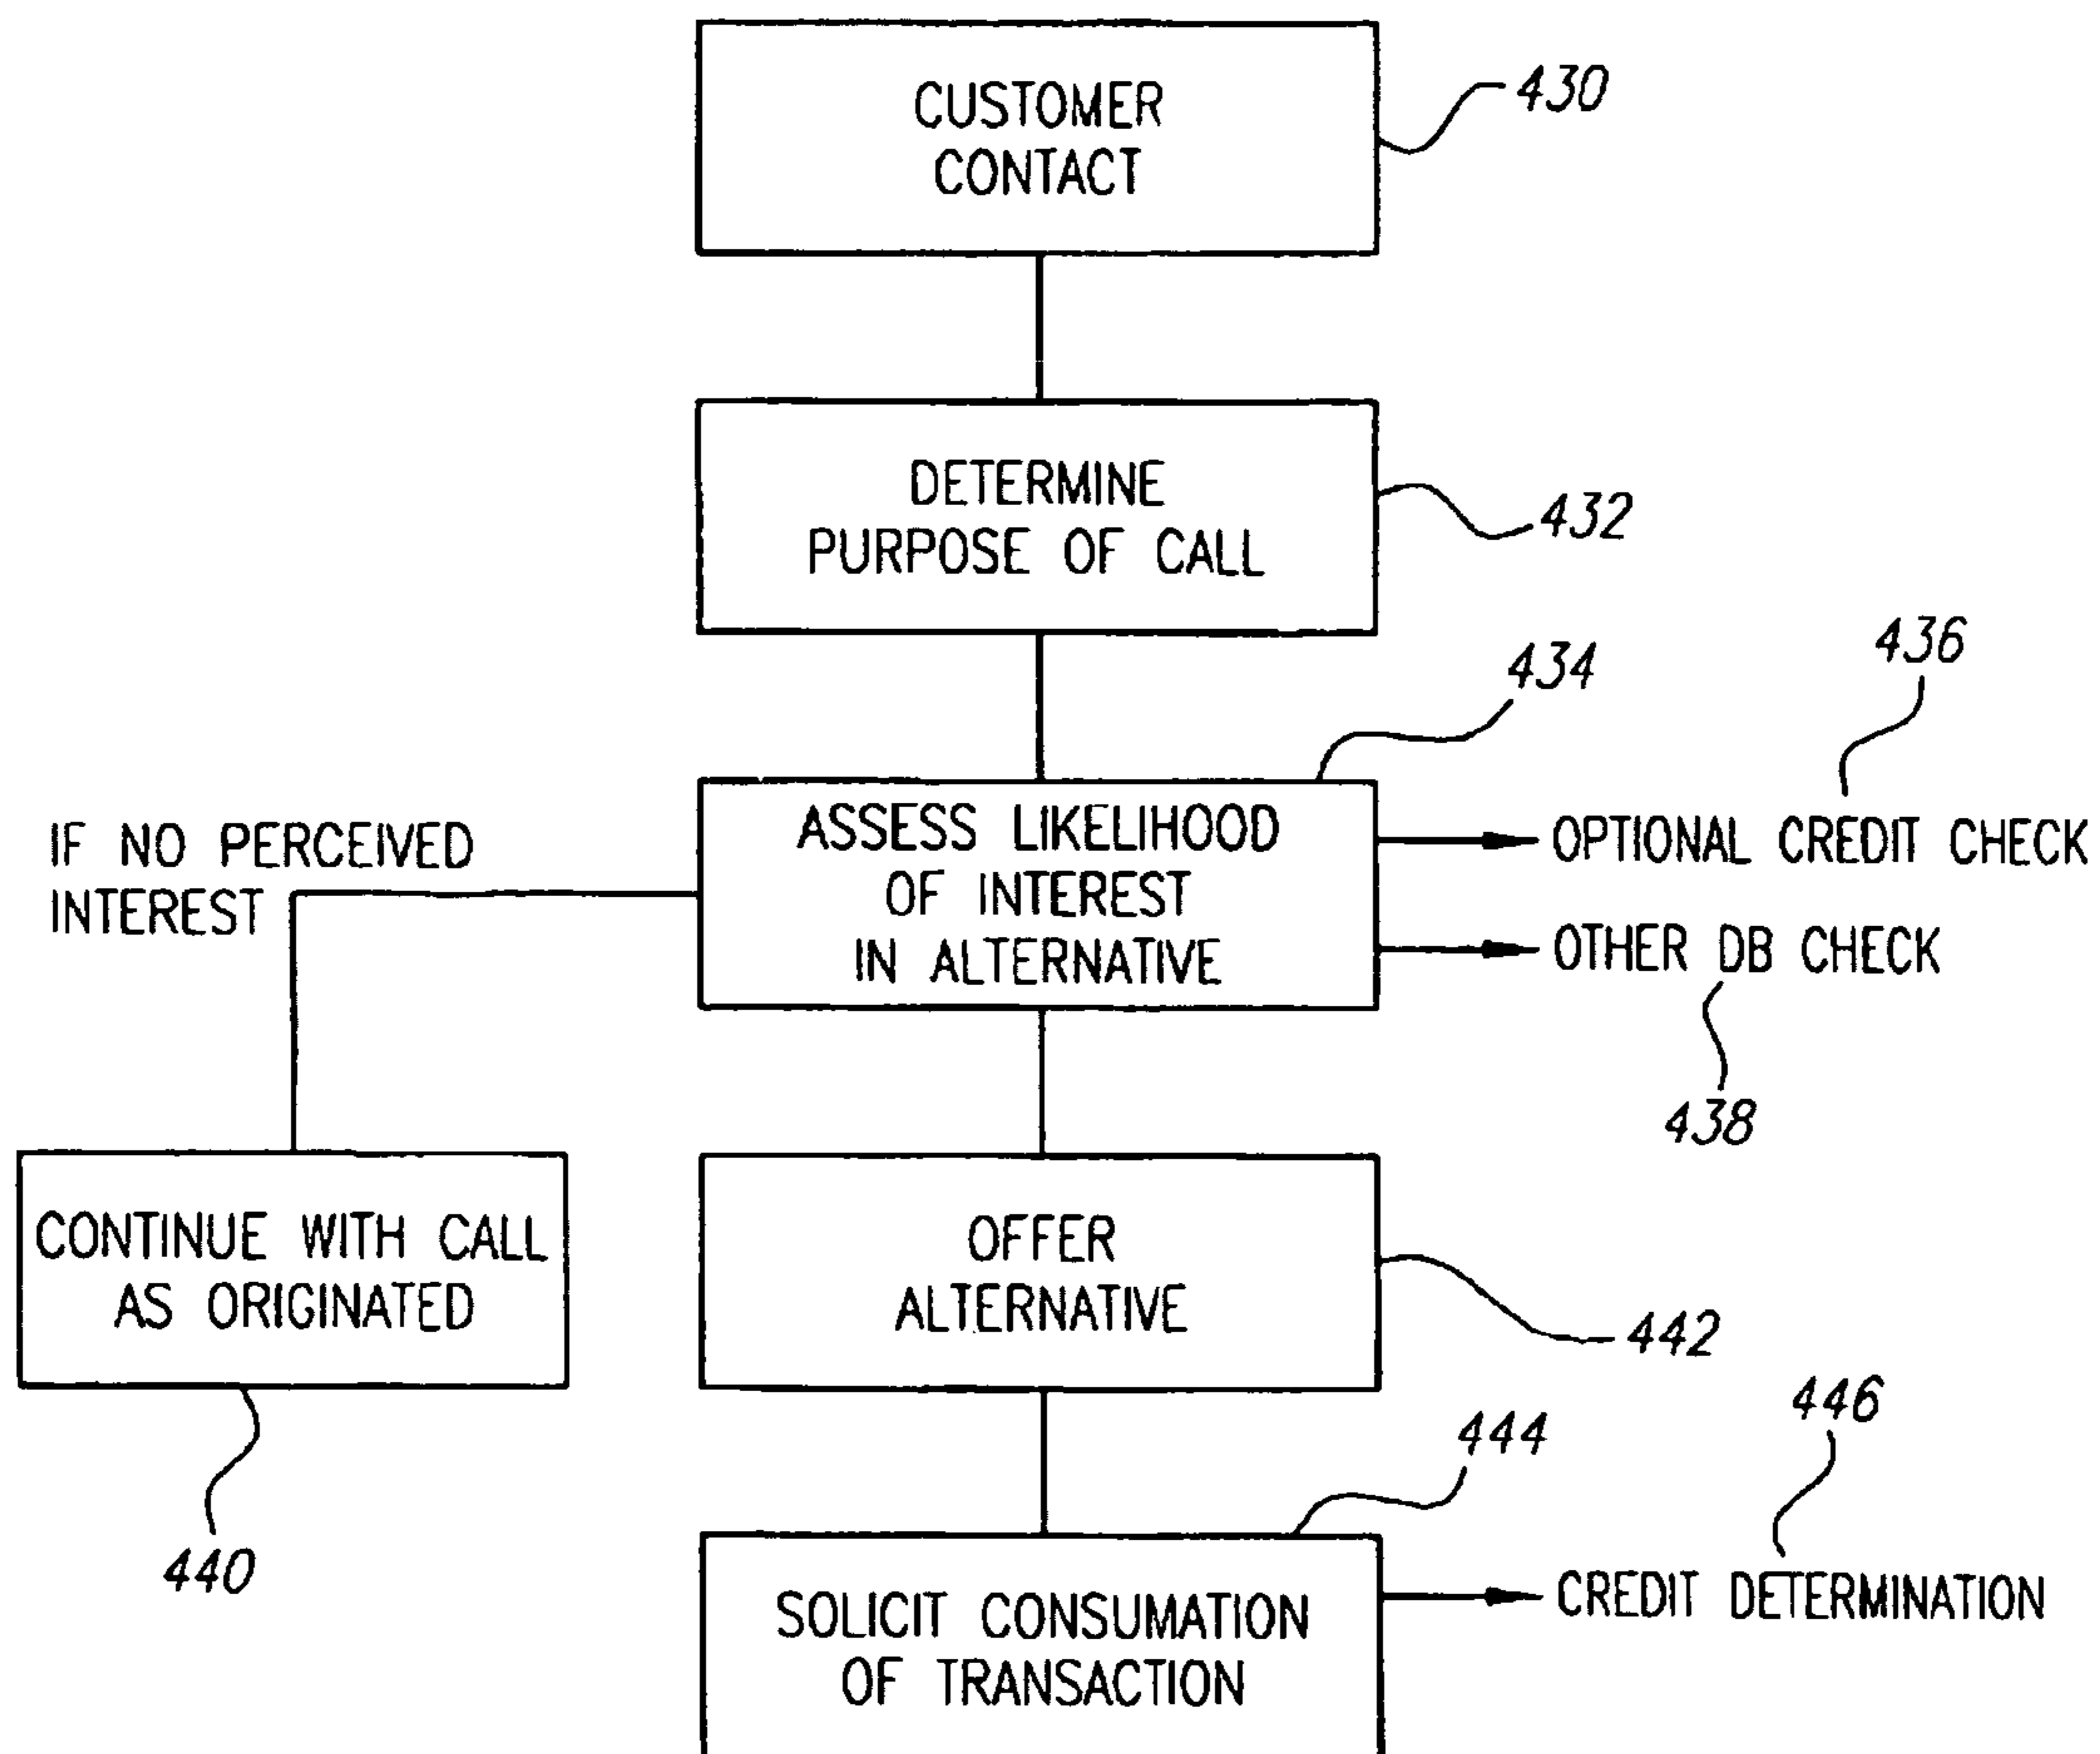 CUSTOMER
CONTACT
430
DETERMINE
PURPOSE OF CALL
432
434
436
ASSESS LIKELIHOOD
OF INTEREST
IN ALTERNATIVE
IF NO PERCEIVED
INTEREST
OPTIONAL CREDIT CHECK
OTHER DB CHECK
438
CONTINUE WITH CALL
AS ORIGINATED
440
OFFER
ALTERNATIVE
442
444
446
SOLICIT CONSUMATION
OF TRANSACTION
CREDIT DETERMINATION